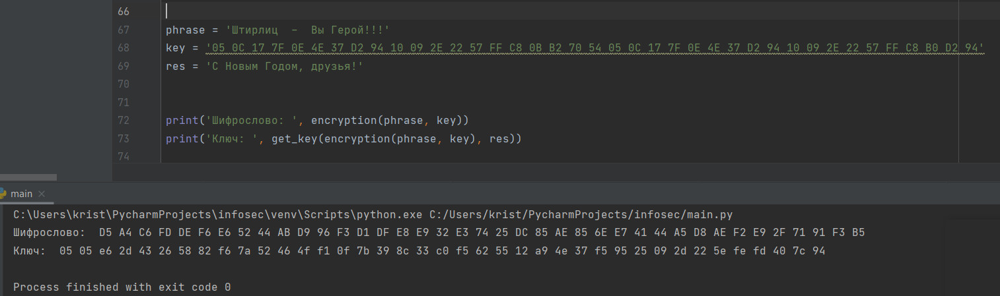 66
67 phrase = 'Штирлиц  –  Вы Герой!!!'
68 key = '05 0C 17 7F 0E 4E 37 D2 94 10 09 2E 22 57 FF C8 0B B2 70 54 05 0C 17 7F 0E 4E 37 D2 94 10 09 2E 22 57 FF C8 B0 D2 94'
69 res = 'С Новым Годом, друзья!'
70
71
72 print('Шифрослово: ', encryption(phrase, key))
73 print('Ключ: ', get_key(encryption(phrase, key), res))
74
main
C:\Users\krist\PycharmProjects\infosec\venv\Scripts\python.exe C:/Users/krist/PycharmProjects/infosec/main.py
Шифрослово:  D5 A4 C6 FD DE F6 E6 52 44 AB D9 96 F3 D1 DF E8 E9 32 E3 74 25 DC 85 AE 85 6E E7 41 44 A5 D8 AE F2 E9 2F 71 91 F3 B5
Ключ:  05 05 e6 2d 43 26 58 82 f6 7a 52 46 4f f1 0f 7b 39 8c 33 c0 f5 62 55 12 a9 4e 37 f5 95 25 09 2d 22 5e fe fd 40 7c 94
Process finished with exit code 0